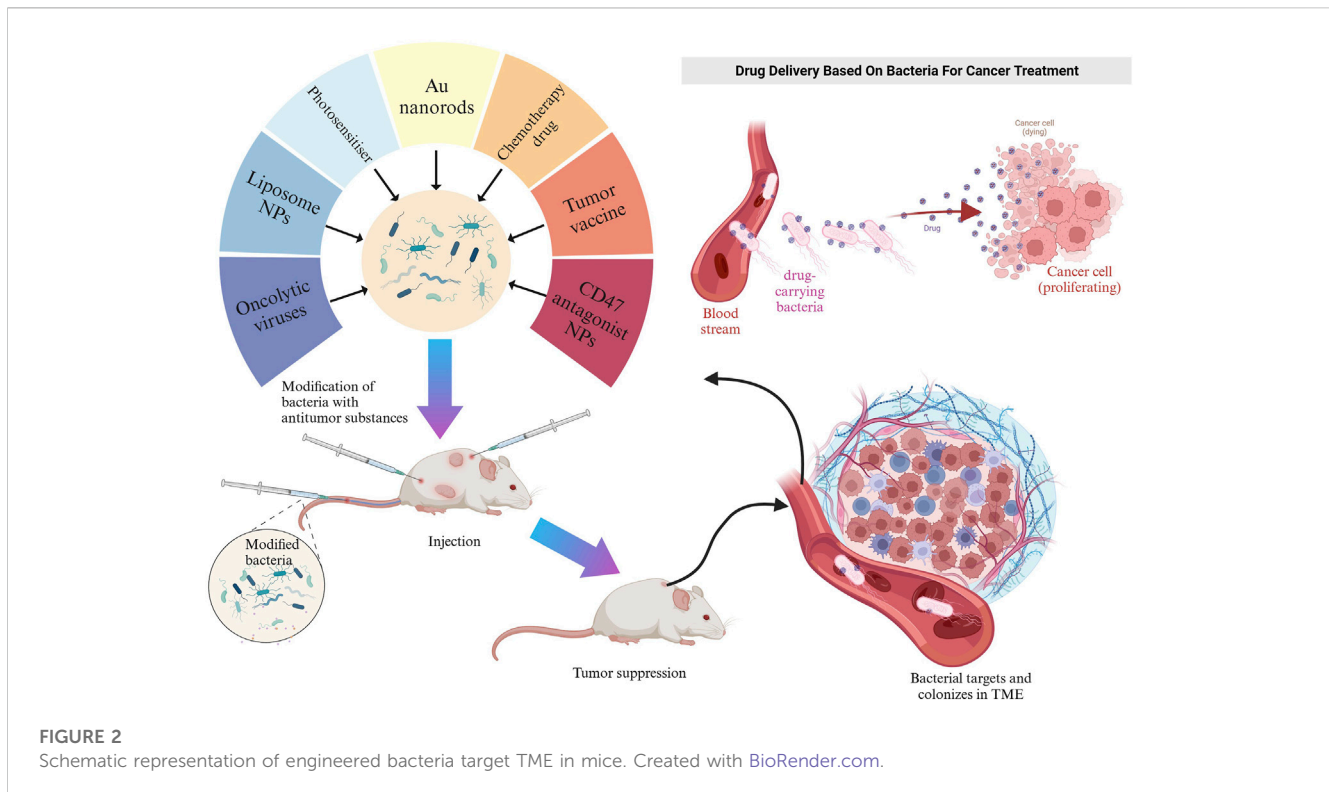 Oncolytic
viruses
Liposome
NPs
Photosensitiser
Au
nanorods
Chemotherapy
drug
Tumor
vaccine
CD47
antagonist
NPs
Drug Delivery Based On Bacteria For Cancer Treatment
Cancer cell
(dying)
Drug
drug-
carrying
bacteria
Blood
stream
Cancer cell
(proliferating)
Modification of
bacteria with
antitumor substances
Injection
Modified
bacteria
Tumor suppression
Bacterial targets and
colonizes in TME
FIGURE 2
Schematic representation of engineered bacteria target TME in mice. Created with BioRender.com.